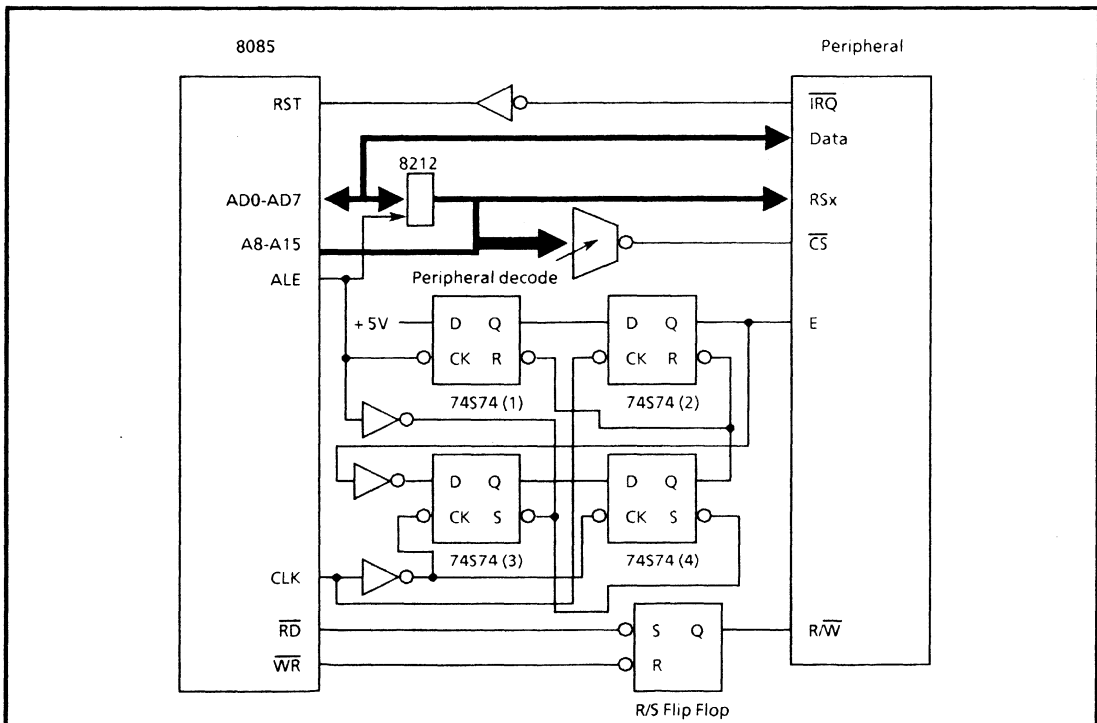 8085
Peripheral
RST
IRQ
Data
8212
AD0-AD7
RSx
A8-A15
CS
ALE
Peripheral decode
+5V
D Q
D Q
E
CK R
CK R
74S74 (1)
74S74 (2)
D Q
D Q
CK S
CK S
74S74 (3)
74S74 (4)
CLK
RD
S Q
R/W
WR
R
R/S Flip Flop